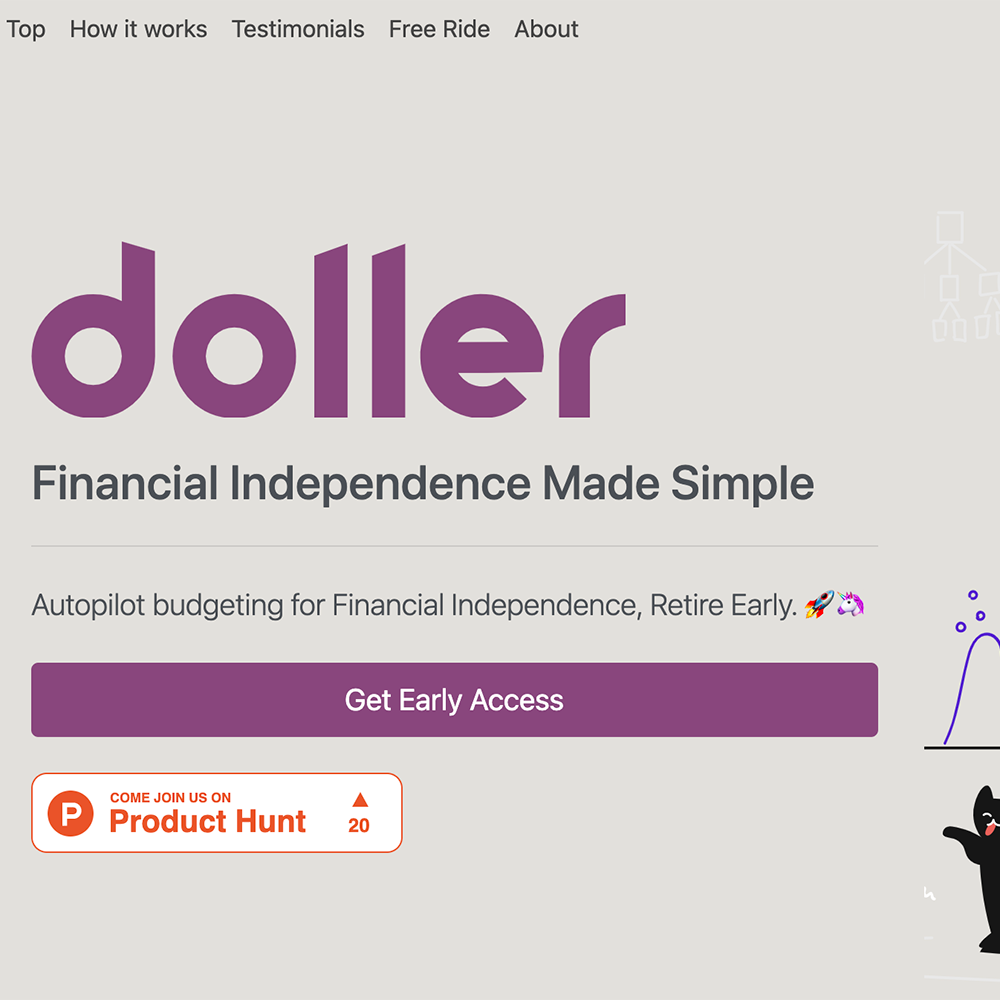 Top How it works Testimonials Free Ride About
doller
Financial Independence Made Simple
Autopilot budgeting for Financial Independence, Retire Early. 🚀🦄
Get Early Access
P
COME JOIN US ON
Product Hunt
▲
20